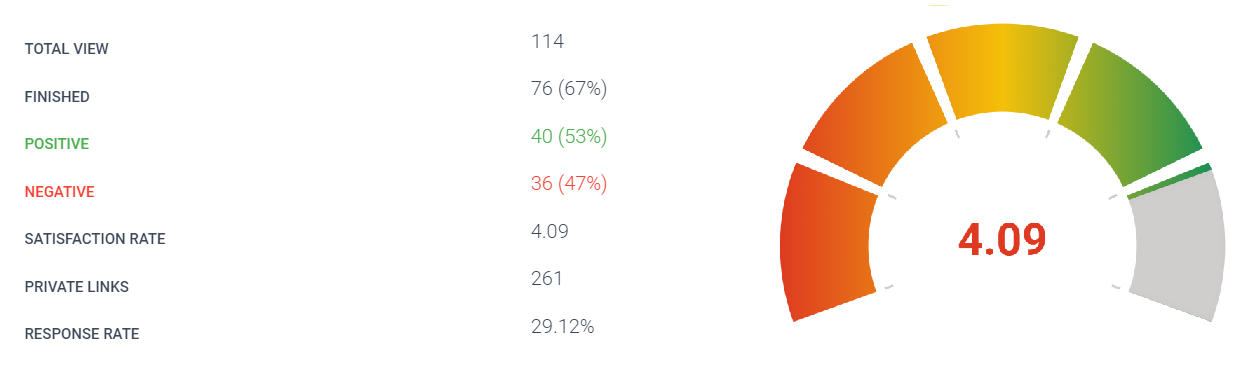 TOTAL VIEW 114
FINISHED 76 (67%)
POSITIVE 40 (53%)
NEGATIVE 36 (47%)
SATISFACTION RATE 4.09
PRIVATE LINKS 261
RESPONSE RATE 29.12%
4.09